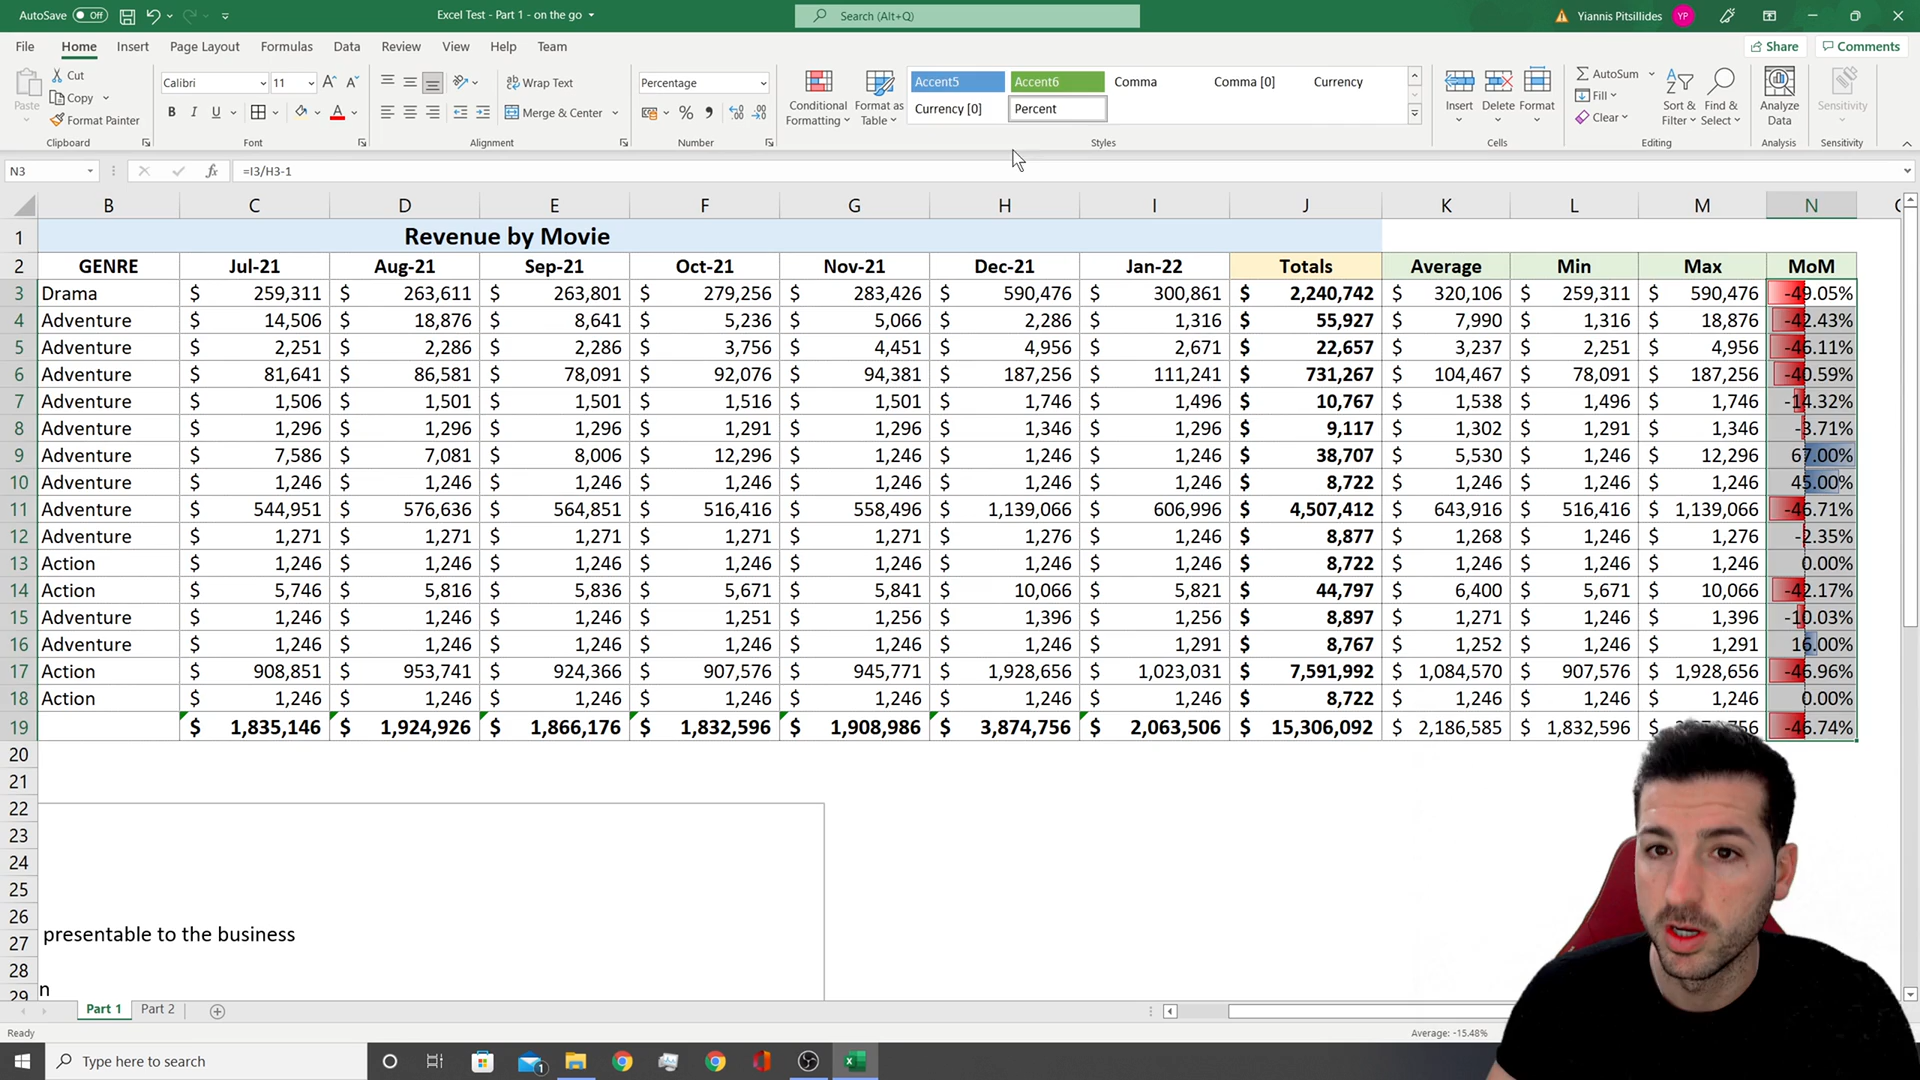 AutoSave Off Excel Test - Part 1 - on the go Search (Alt+Q) Yiannis Pitsillides YP
File Home Insert Page Layout Formulas Data Review View Help Team Share Comments
Paste Cut Copy Format Painter
Calibri 11
Wrap Text Merge & Center
Percentage
Conditional Formatting Format as Table
Accent5 Accent6 Comma Comma [0] Currency
Currency [0] Percent
Insert Delete Format
AutoSum Fill Clear Sort & Filter Find & Select
Analyze Data Sensitivity
Clipboard Font Alignment Number Styles Cells Editing Analysis Sensitivity
N3 fx =I3/H3-1
B C D E F G H I J K L M N
1 Revenue by Movie
2 GENRE Jul-21 Aug-21 Sep-21 Oct-21 Nov-21 Dec-21 Jan-22 Totals Average Min Max MoM
3 Drama $ 259,311 $ 263,611 $ 263,801 $ 279,256 $ 283,426 $ 590,476 $ 300,861 $ 2,240,742 $ 320,106 $ 259,311 $ 590,476 -49.05%
4 Adventure $ 14,506 $ 18,876 $ 8,641 $ 5,236 $ 5,066 $ 2,286 $ 1,316 $ 55,927 $ 7,990 $ 1,316 $ 18,876 -42.43%
5 Adventure $ 2,251 $ 2,286 $ 2,286 $ 3,756 $ 4,451 $ 4,956 $ 2,671 $ 22,657 $ 3,237 $ 2,251 $ 4,956 -46.11%
6 Adventure $ 81,641 $ 86,581 $ 78,091 $ 92,076 $ 94,381 $ 187,256 $ 111,241 $ 731,267 $ 104,467 $ 78,091 $ 187,256 -40.59%
7 Adventure $ 1,506 $ 1,501 $ 1,501 $ 1,516 $ 1,501 $ 1,746 $ 1,496 $ 10,767 $ 1,538 $ 1,496 $ 1,746 -14.32%
8 Adventure $ 1,296 $ 1,296 $ 1,296 $ 1,291 $ 1,296 $ 1,346 $ 1,296 $ 9,117 $ 1,302 $ 1,291 $ 1,346 -3.71%
9 Adventure $ 7,586 $ 7,081 $ 8,006 $ 12,296 $ 1,246 $ 1,246 $ 1,246 $ 38,707 $ 5,530 $ 1,246 $ 12,296 67.00%
10 Adventure $ 1,246 $ 1,246 $ 1,246 $ 1,246 $ 1,246 $ 1,246 $ 1,246 $ 8,722 $ 1,246 $ 1,246 $ 1,246 45.00%
11 Adventure $ 544,951 $ 576,636 $ 564,851 $ 516,416 $ 558,496 $ 1,139,066 $ 606,996 $ 4,507,412 $ 643,916 $ 516,416 $ 1,139,066 -46.71%
12 Adventure $ 1,271 $ 1,271 $ 1,271 $ 1,271 $ 1,271 $ 1,276 $ 1,246 $ 8,877 $ 1,268 $ 1,246 $ 1,276 -2.35%
13 Action $ 1,246 $ 1,246 $ 1,246 $ 1,246 $ 1,246 $ 1,246 $ 1,246 $ 8,722 $ 1,246 $ 1,246 $ 1,246 0.00%
14 Action $ 5,746 $ 5,816 $ 5,836 $ 5,671 $ 5,841 $ 10,066 $ 5,821 $ 44,797 $ 6,400 $ 5,671 $ 10,066 -42.17%
15 Adventure $ 1,246 $ 1,246 $ 1,246 $ 1,251 $ 1,256 $ 1,396 $ 1,256 $ 8,897 $ 1,271 $ 1,246 $ 1,396 -10.03%
16 Adventure $ 1,246 $ 1,246 $ 1,246 $ 1,246 $ 1,246 $ 1,246 $ 1,291 $ 8,767 $ 1,252 $ 1,246 $ 1,291 16.00%
17 Action $ 908,851 $ 953,741 $ 924,366 $ 907,576 $ 945,771 $ 1,928,656 $ 1,023,031 $ 7,591,992 $ 1,084,570 $ 907,576 $ 1,928,656 -46.96%
18 Action $ 1,246 $ 1,246 $ 1,246 $ 1,246 $ 1,246 $ 1,246 $ 1,246 $ 8,722 $ 1,246 $ 1,246 $ 1,246 0.00%
19 $ 1,835,146 $ 1,924,926 $ 1,866,176 $ 1,832,596 $ 1,908,986 $ 3,874,756 $ 2,063,506 $ 15,306,092 $ 2,186,585 $ 1,832,596 $ -46.74%
20
21
22
23
24
25
26
27 presentable to the business
28
29 n
Part 1 Part 2
Ready Average: -15.48%
Type here to search 1